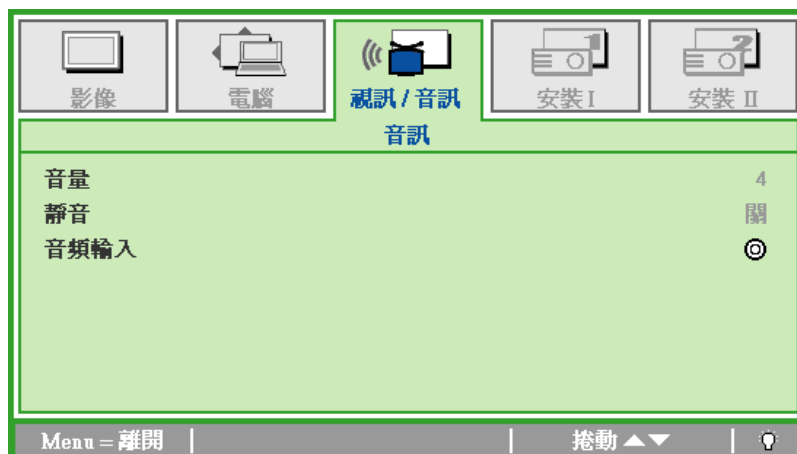 影像
電腦
視訊 / 音訊
安裝 I
安裝 II
音訊
音量 4
靜音 關
音頻輸入
Menu = 離開
捲動